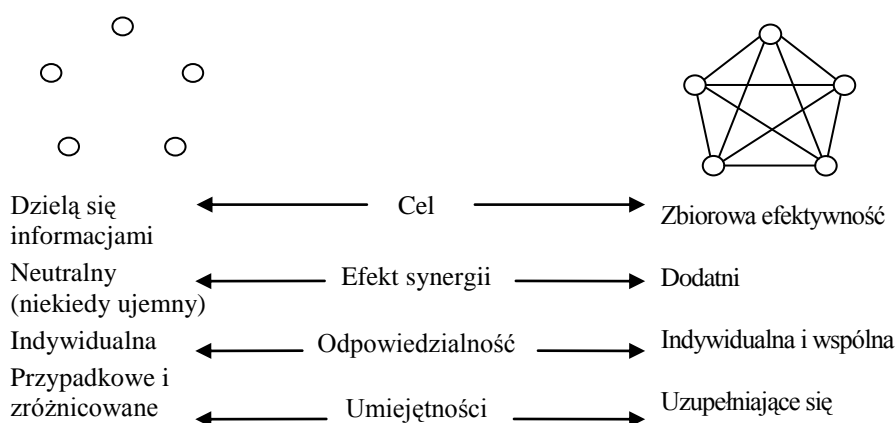 Dzielą się
informacjami
Cel
Zbiorowa efektywność
Neutralny
(niekiedy ujemny)
Efekt synergii
Dodatni
Indywidualna
Odpowiedzialność
Indywidualna i wspólna
Przypadkowe i
zróżnicowane
Umiejętności
Uzupełniające się